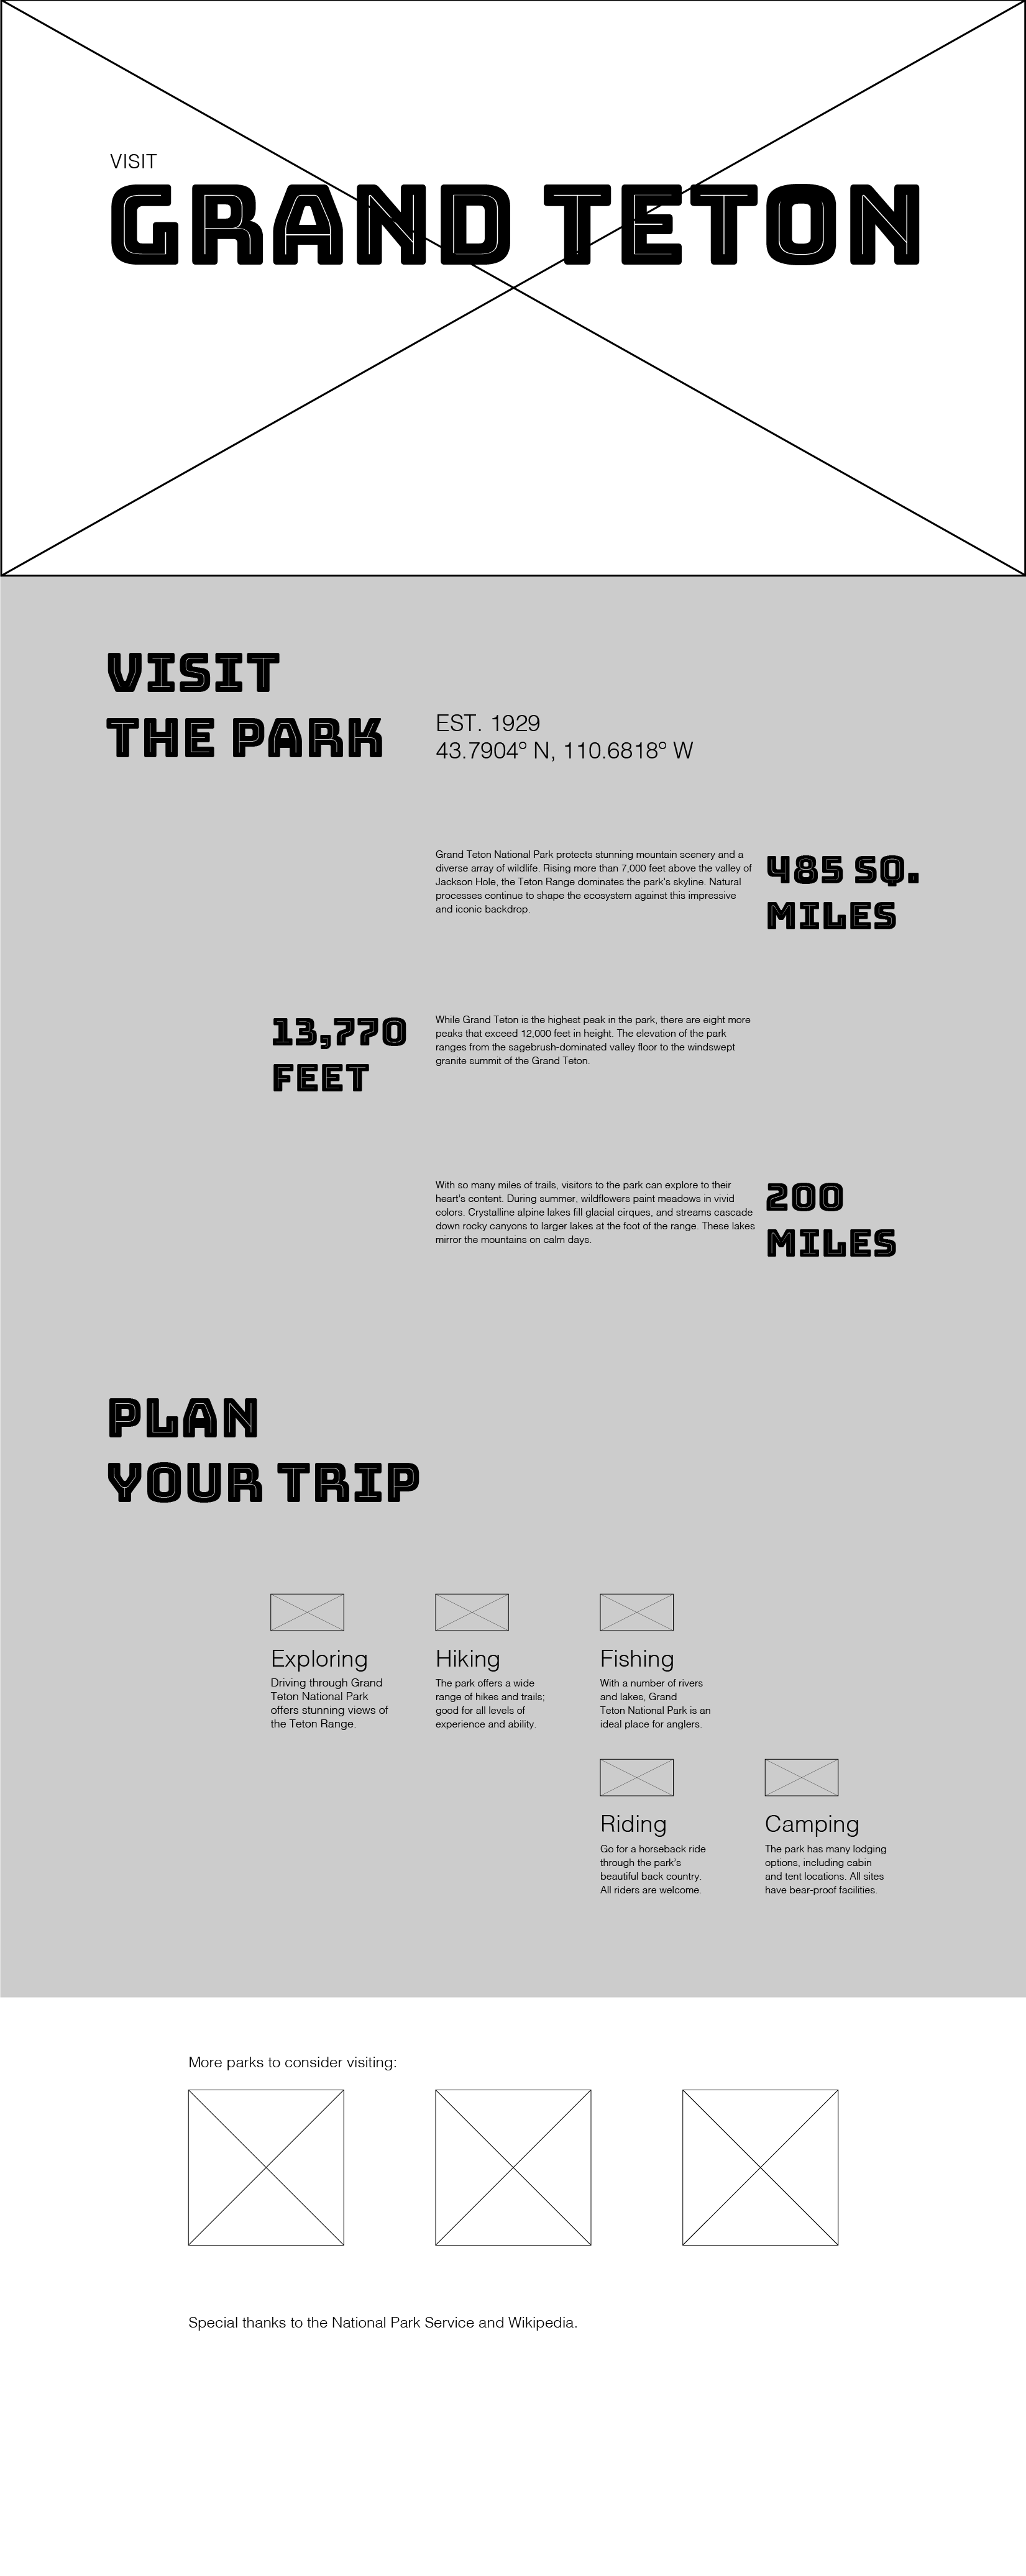 VISIT
GRAND TETON
VISIT
THE PARK
EST. 1929
43.7904º N, 110.6818º W
Grand Teton National Park protects stunning mountain scenery and a
diverse array of wildlife. Rising more than 7,000 feet above the valley of
Jackson Hole, the Teton Range dominates the park's skyline. Natural
processes continue to shape the ecosystem against this impressive
and iconic backdrop.
485 SQ.
MILES
13,770
FEET
While Grand Teton is the highest peak in the park, there are eight more
peaks that exceed 12,000 feet in height. The elevation of the park
ranges from the sagebrush-dominated valley floor to the windswept
granite summit of the Grand Teton.
With so many miles of trails, visitors to the park can explore to their
heart's content. During summer, wildflowers paint meadows in vivid
colors. Crystalline alpine lakes fill glacial cirques, and streams cascade
down rocky canyons to larger lakes at the foot of the range. These lakes
mirror the mountains on calm days.
200
MILES
PLAN
YOUR TRIP
Exploring
Driving through Grand
Teton National Park
offers stunning views of
the Teton Range.
Hiking
The park offers a wide
range of hikes and trails;
good for all levels of
experience and ability.
Fishing
With a number of rivers
and lakes, Grand
Teton National Park is an
ideal place for anglers.
Riding
Go for a horseback ride
through the park's
beautiful back country.
All riders are welcome.
Camping
The park has many lodging
options, including cabin
and tent locations. All sites
have bear-proof facilities.
More parks to consider visiting:
Special thanks to the National Park Service and Wikipedia.